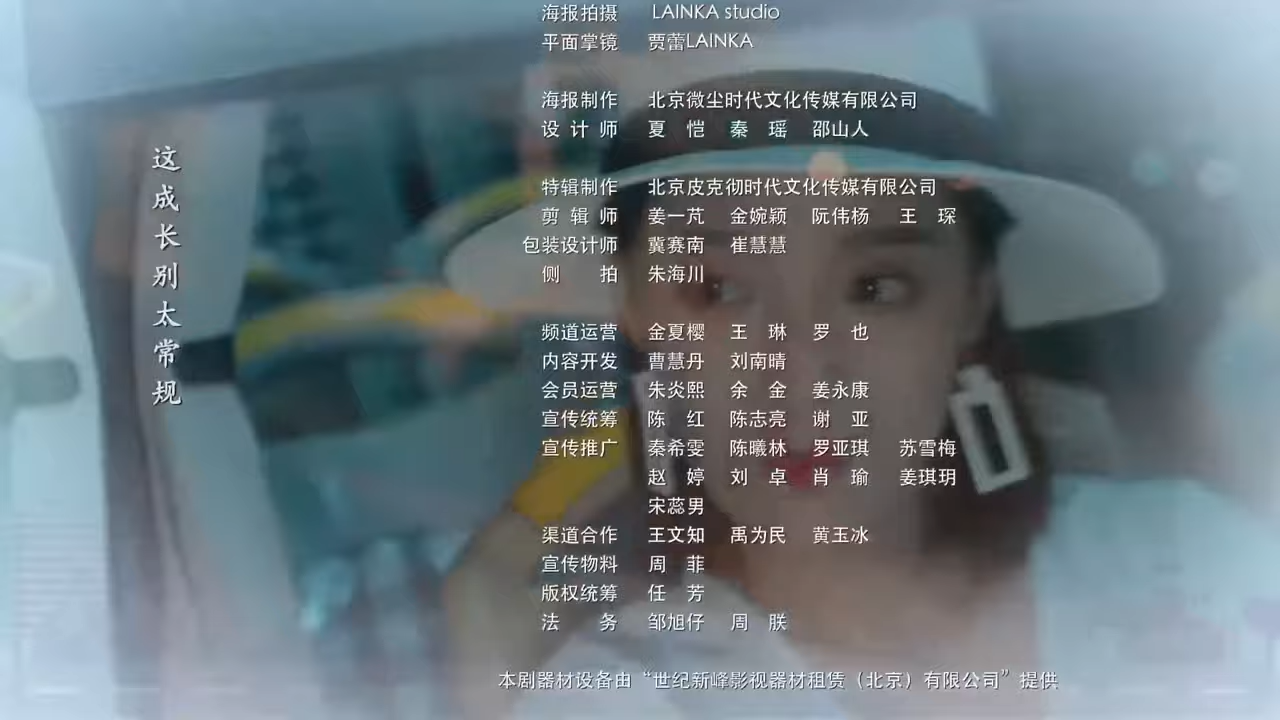 海报拍摄 LAINKA studio
平面掌镜 贾蕾LAINKA
海报制作 北京微尘时代文化传媒有限公司
设计师 夏恺 秦瑶 邵山人
特辑制作 北京皮克彻时代文化传媒有限公司
剪辑师 姜一芃 金婉颖 阮伟杨 王琛
包装设计师 冀赛南 崔慧慧
侧拍 朱海川
频道运营 金夏樱 王琳 罗也
内容开发 曹慧丹 刘南晴
会员运营 朱炎熙 余金 姜永康
宣传统筹 陈红 陈志亮 谢亚
宣传推广 秦希雯 陈曦林 罗亚琪 苏雪梅
赵婷 刘卓 肖瑜 姜琪玥
宋蕊男
渠道合作 王文知 禹为民 黄玉冰
宣传物料 周菲
版权统筹 任芳
法务 邹旭仔 周朕
本剧器材设备由“世纪新峰影视器材租赁（北京）有限公司”提供
这成长别太常规